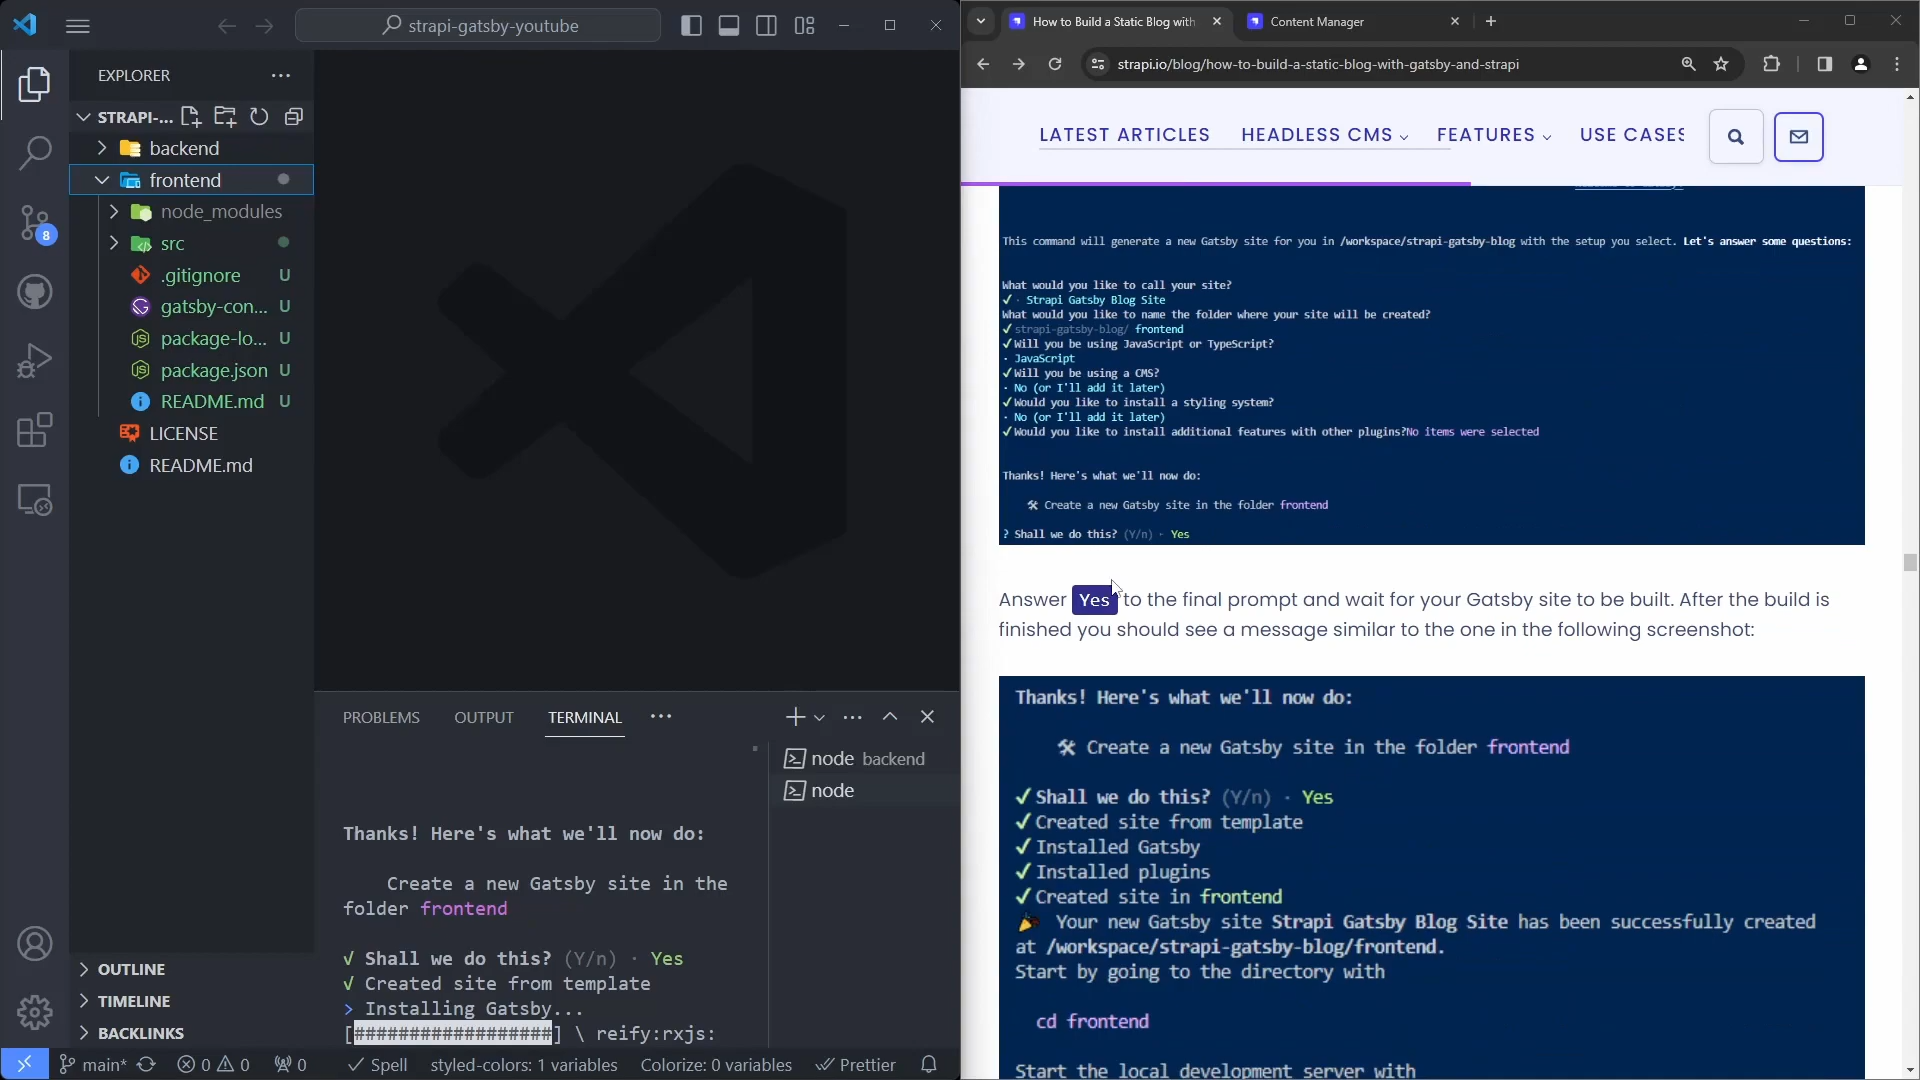 strapi-gatsby-youtube
EXPLORER
STRAPI-...
backend
frontend
node_modules
src
.gitignore U
gatsby-con... U
package-lo... U
package.json U
README.md U
LICENSE
README.md
8
OUTLINE
TIMELINE
BACKLINKS
PROBLEMS OUTPUT TERMINAL
node backend
node
Thanks! Here's what we'll now do:
Create a new Gatsby site in the
folder frontend
√ Shall we do this? (Y/n) · Yes
√ Created site from template
> Installing Gatsby...
[##################] \ reify:rxjs:
main* 0 0 0 Spell styled-colors: 1 variables Colorize: 0 variables Prettier
How to Build a Static Blog with
Content Manager
strapi.io/blog/how-to-build-a-static-blog-with-gatsby-and-strapi
LATEST ARTICLES HEADLESS CMS FEATURES USE CASES
This command will generate a new Gatsby site for you in /workspace/strapi-gatsby-blog with the setup you select. Let's answer some questions:
What would you like to call your site?
✓ · Strapi Gatsby Blog Site
What would you like to name the folder where your site will be created?
✓ strapi-gatsby-blog/ frontend
✓ Will you be using JavaScript or TypeScript?
· JavaScript
✓ Will you be using a CMS?
· No (or I'll add it later)
✓ Would you like to install a styling system?
· No (or I'll add it later)
✓ Would you like to install additional features with other plugins?No items were selected
Thanks! Here's what we'll now do:
🛠 Create a new Gatsby site in the folder frontend
? Shall we do this? (Y/n) · Yes
Answer Yes to the final prompt and wait for your Gatsby site to be built. After the build is
finished you should see a message similar to the one in the following screenshot:
Thanks! Here's what we'll now do:
🛠 Create a new Gatsby site in the folder frontend
✓ Shall we do this? (Y/n) · Yes
✓ Created site from template
✓ Installed Gatsby
✓ Installed plugins
✓ Created site in frontend
🎉 Your new Gatsby site Strapi Gatsby Blog Site has been successfully created
at /workspace/strapi-gatsby-blog/frontend.
Start by going to the directory with
cd frontend
Start the local development server with